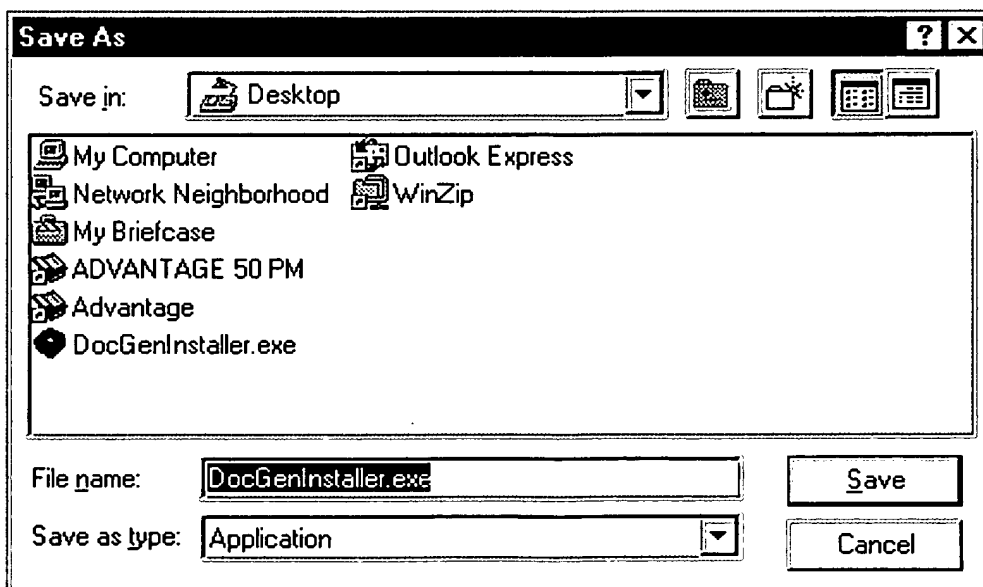 Save As
Save in: Desktop
My Computer
Network Neighborhood
My Briefcase
ADVANTAGE 50 PM
Advantage
DocGenInstaller.exe
Outlook Express
WinZip
File name: DocGenInstaller.exe Save
Save as type: Application Cancel